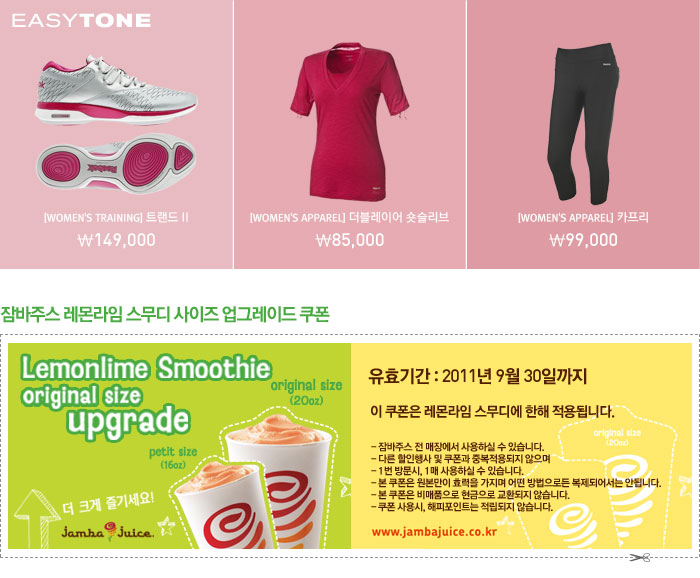 EASYTONE
Reebok
[WOMEN'S TRAINING] 트랜드 II
₩149,000
[WOMEN'S APPAREL] 더블레이어 숏슬리브
₩85,000
[WOMEN'S APPAREL] 카프리
₩99,000
잠바주스 레몬라임 스무디 사이즈 업그레이드 쿠폰
Lemonlime Smoothie
original size
upgrade
original size
(20oz)
petit size
(16oz)
더 크게 즐기세요!
jamba juice.
유효기간 : 2011년 9월 30일까지
이 쿠폰은 레몬라임 스무디에 한해 적용됩니다.
original size
(20oz)
- 잠바주스 전 매장에서 사용하실 수 있습니다.
- 다른 할인행사 및 쿠폰과 중복적용되지 않으며
- 1번 방문시, 1매 사용하실 수 있습니다.
- 본 쿠폰은 원본만이 효력을 가지며 어떤 방법으로든 복제되어서는 안됩니다.
- 본 쿠폰은 비매품으로 현금으로 교환되지 않습니다.
- 쿠폰 사용시, 해피포인트는 적립되지 않습니다.
www.jambajuice.co.kr